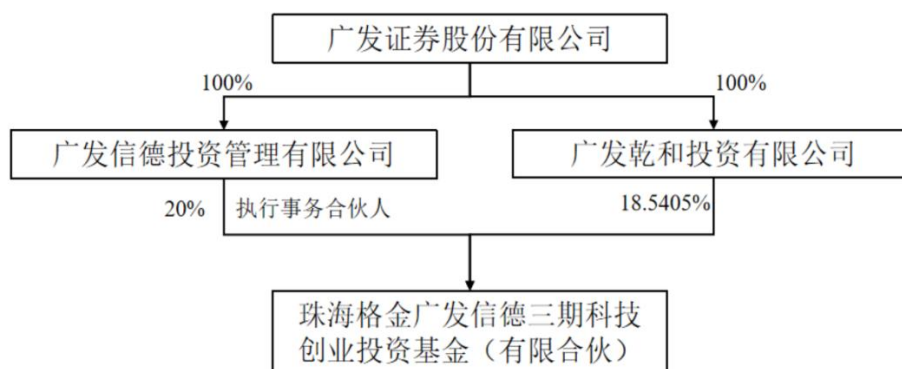 广发证券股份有限公司
100%
100%
广发信德投资管理有限公司
广发乾和投资有限公司
20%
执行事务合伙人
18.5405%
珠海格金广发信德三期科技
创业投资基金（有限合伙）